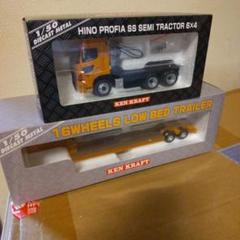 HINO PROFIA SS SEMI TRACTOR 6X4
1/50
DIECAST METAL
KEN KRAFT
1/50
DIECAST METAL
16WHEELS LOW BED TRAILER
KEN KRAFT